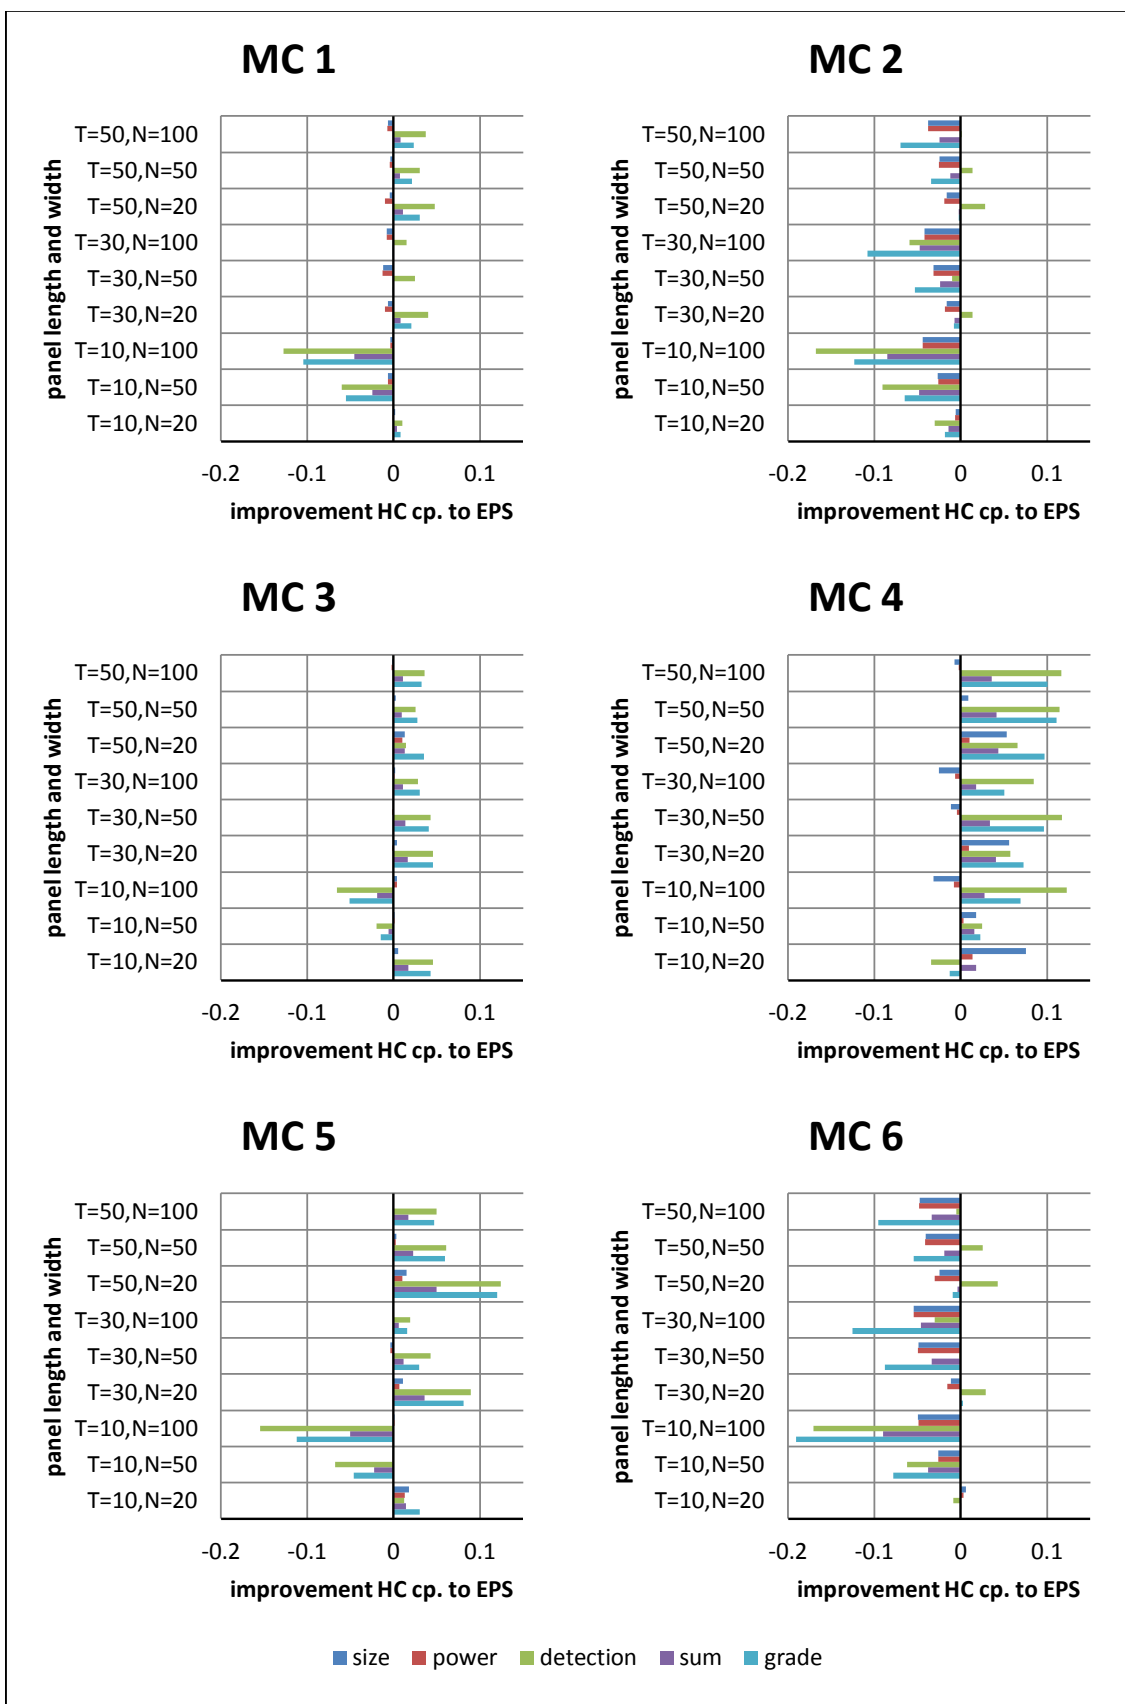 MC 1
panel length and width
T=50,N=100
T=50,N=50
T=50,N=20
T=30,N=100
T=30,N=50
T=30,N=20
T=10,N=100
T=10,N=50
T=10,N=20
-0.2 -0.1 0 0.1
improvement HC cp. to EPS
MC 2
panel length and width
T=50,N=100
T=50,N=50
T=50,N=20
T=30,N=100
T=30,N=50
T=30,N=20
T=10,N=100
T=10,N=50
T=10,N=20
-0.2 -0.1 0 0.1
improvement HC cp. to EPS
MC 3
panel length and width
T=50,N=100
T=50,N=50
T=50,N=20
T=30,N=100
T=30,N=50
T=30,N=20
T=10,N=100
T=10,N=50
T=10,N=20
-0.2 -0.1 0 0.1
improvement HC cp. to EPS
MC 4
panel length and width
T=50,N=100
T=50,N=50
T=50,N=20
T=30,N=100
T=30,N=50
T=30,N=20
T=10,N=100
T=10,N=50
T=10,N=20
-0.2 -0.1 0 0.1
improvement HC cp. to EPS
MC 5
panel length and width
T=50,N=100
T=50,N=50
T=50,N=20
T=30,N=100
T=30,N=50
T=30,N=20
T=10,N=100
T=10,N=50
T=10,N=20
-0.2 -0.1 0 0.1
improvement HC cp. to EPS
MC 6
panel lenghth and width
T=50,N=100
T=50,N=50
T=50,N=20
T=30,N=100
T=30,N=50
T=30,N=20
T=10,N=100
T=10,N=50
T=10,N=20
-0.2 -0.1 0 0.1
improvement HC cp. to EPS
size power detection sum grade